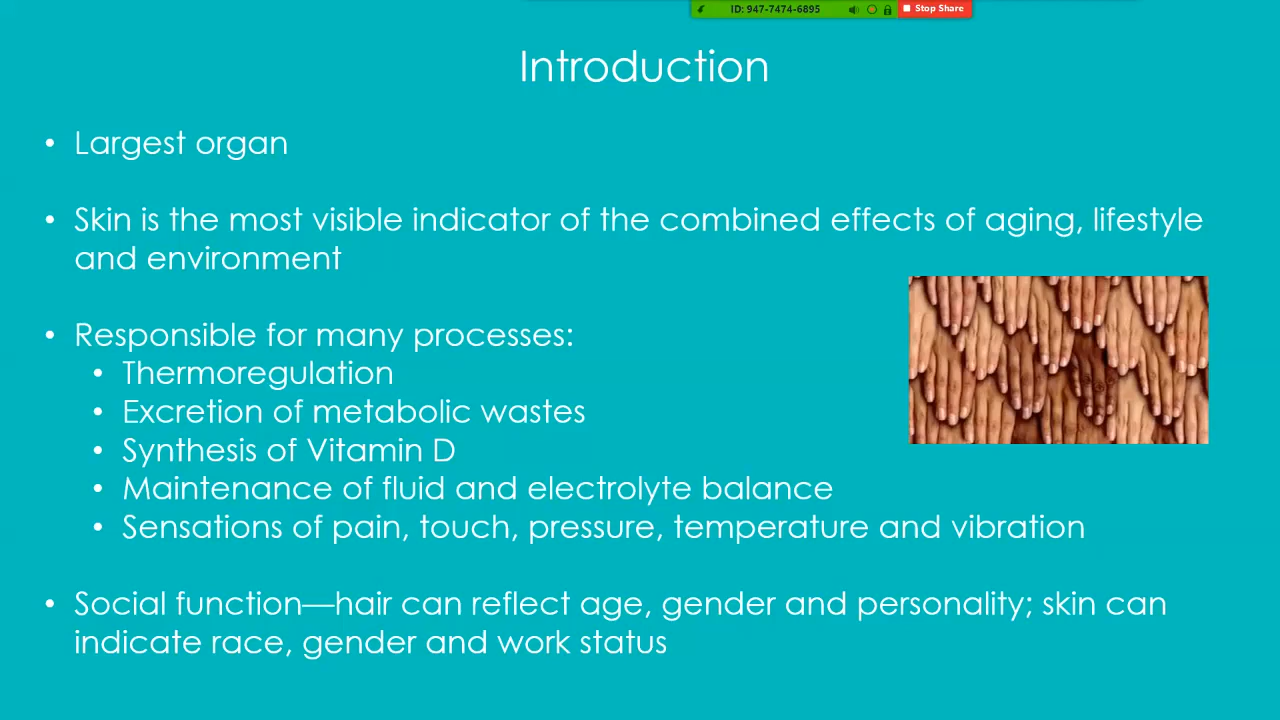 ID: 947-7474-6895
Stop Share
Introduction
• Largest organ
• Skin is the most visible indicator of the combined effects of aging, lifestyle
and environment
• Responsible for many processes:
• Thermoregulation
• Excretion of metabolic wastes
• Synthesis of Vitamin D
• Maintenance of fluid and electrolyte balance
• Sensations of pain, touch, pressure, temperature and vibration
• Social function—hair can reflect age, gender and personality; skin can
indicate race, gender and work status